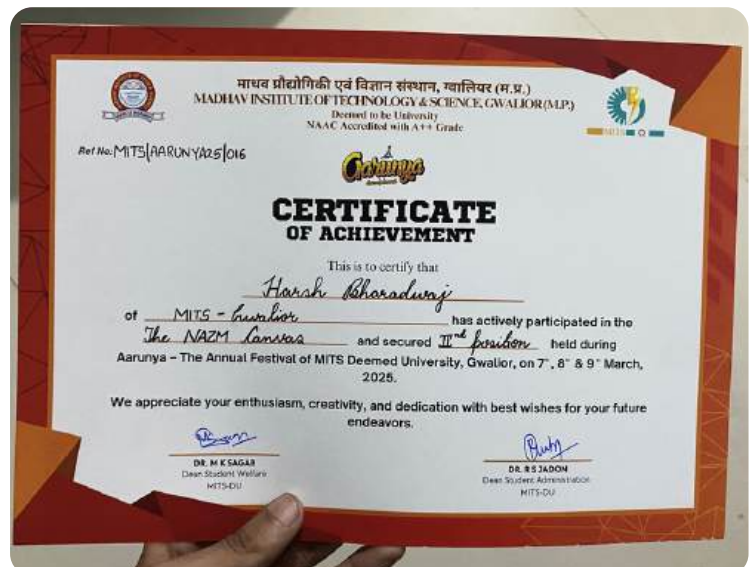 माधव प्रौद्योगिकी एवं विज्ञान संस्थान, ग्वालियर (म.प्र.)
MADHAV INSTITUTE OF TECHNOLOGY & SCIENCE, GWALIOR (M.P.)
Deemed to be University
NAAC Accredited with A++ Grade
Ref No. MITS|AARUNYA25|016
Aarunya
CERTIFICATE
OF ACHIEVEMENT
This is to certify that
Harsh Bharadwaj
of MITS - Gwalior has actively participated in the
The NAZM Canvas and secured IInd position held during
Aarunya – The Annual Festival of MITS Deemed University, Gwalior, on 7", 8" & 9" March,
2025.
We appreciate your enthusiasm, creativity, and dedication with best wishes for your future
endeavors.
DR. M K SAGAR
Dean Student Welfare
MITS-DU
DR. R S JADON
Dean Student Administration
MITS-DU